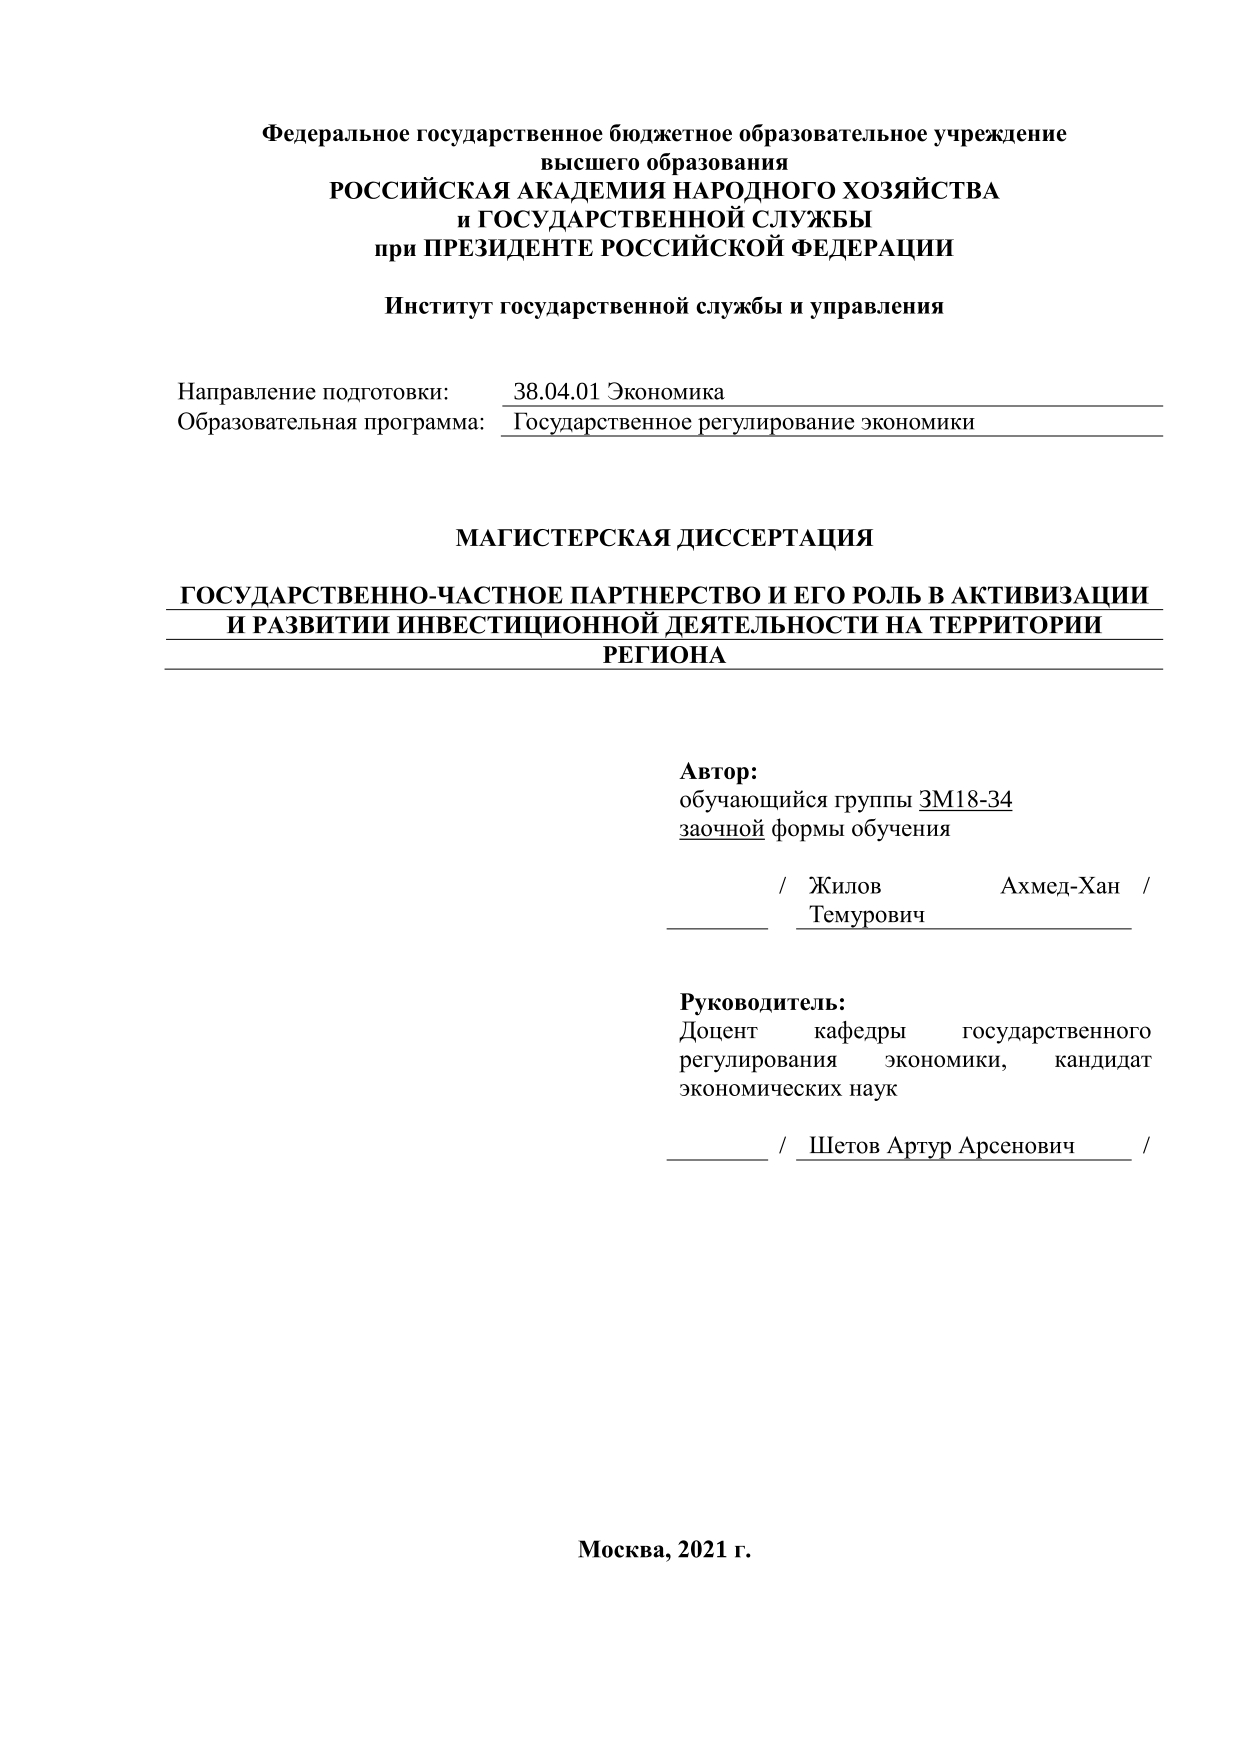 Федеральное государственное бюджетное образовательное учреждение
высшего образования
РОССИЙСКАЯ АКАДЕМИЯ НАРОДНОГО ХОЗЯЙСТВА
и ГОСУДАРСТВЕННОЙ СЛУЖБЫ
при ПРЕЗИДЕНТЕ РОССИЙСКОЙ ФЕДЕРАЦИИ
Институт государственной службы и управления
Направление подготовки: 38.04.01 Экономика
Образовательная программа: Государственное регулирование экономики
МАГИСТЕРСКАЯ ДИССЕРТАЦИЯ
ГОСУДАРСТВЕННО-ЧАСТНОЕ ПАРТНЕРСТВО И ЕГО РОЛЬ В АКТИВИЗАЦИИ
И РАЗВИТИИ ИНВЕСТИЦИОННОЙ ДЕЯТЕЛЬНОСТИ НА ТЕРРИТОРИИ
РЕГИОНА
Автор:
обучающийся группы ЗМ18-34
заочной формы обучения
/ Жилов Ахмед-Хан /
Темурович
Руководитель:
Доцент кафедры государственного
регулирования экономики, кандидат
экономических наук
/ Шетов Артур Арсенович /
Москва, 2021 г.